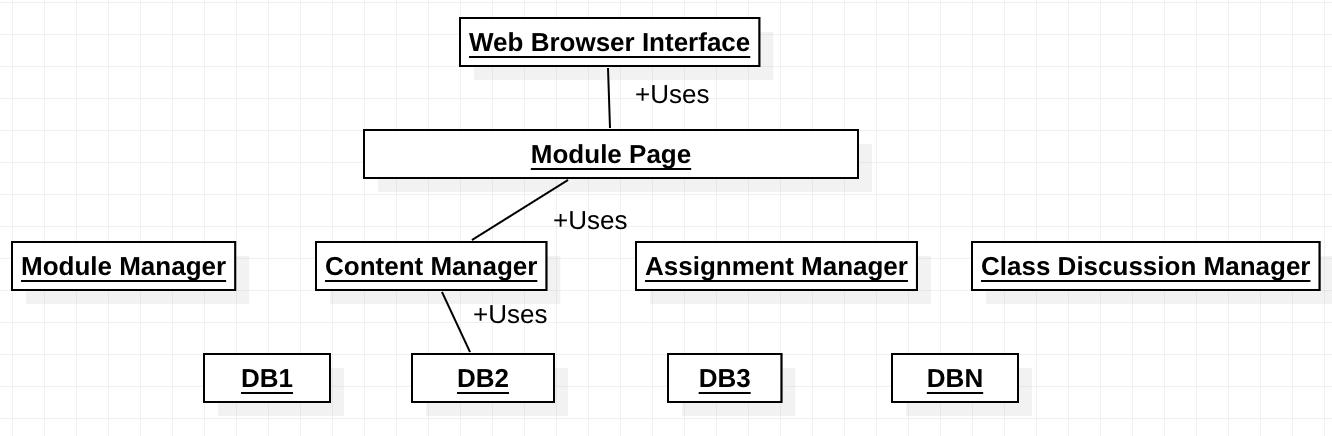 Web Browser Interface
+Uses
Module Page
+Uses
Module Manager
Content Manager
Assignment Manager
Class Discussion Manager
+Uses
DB1
DB2
DB3
DBN